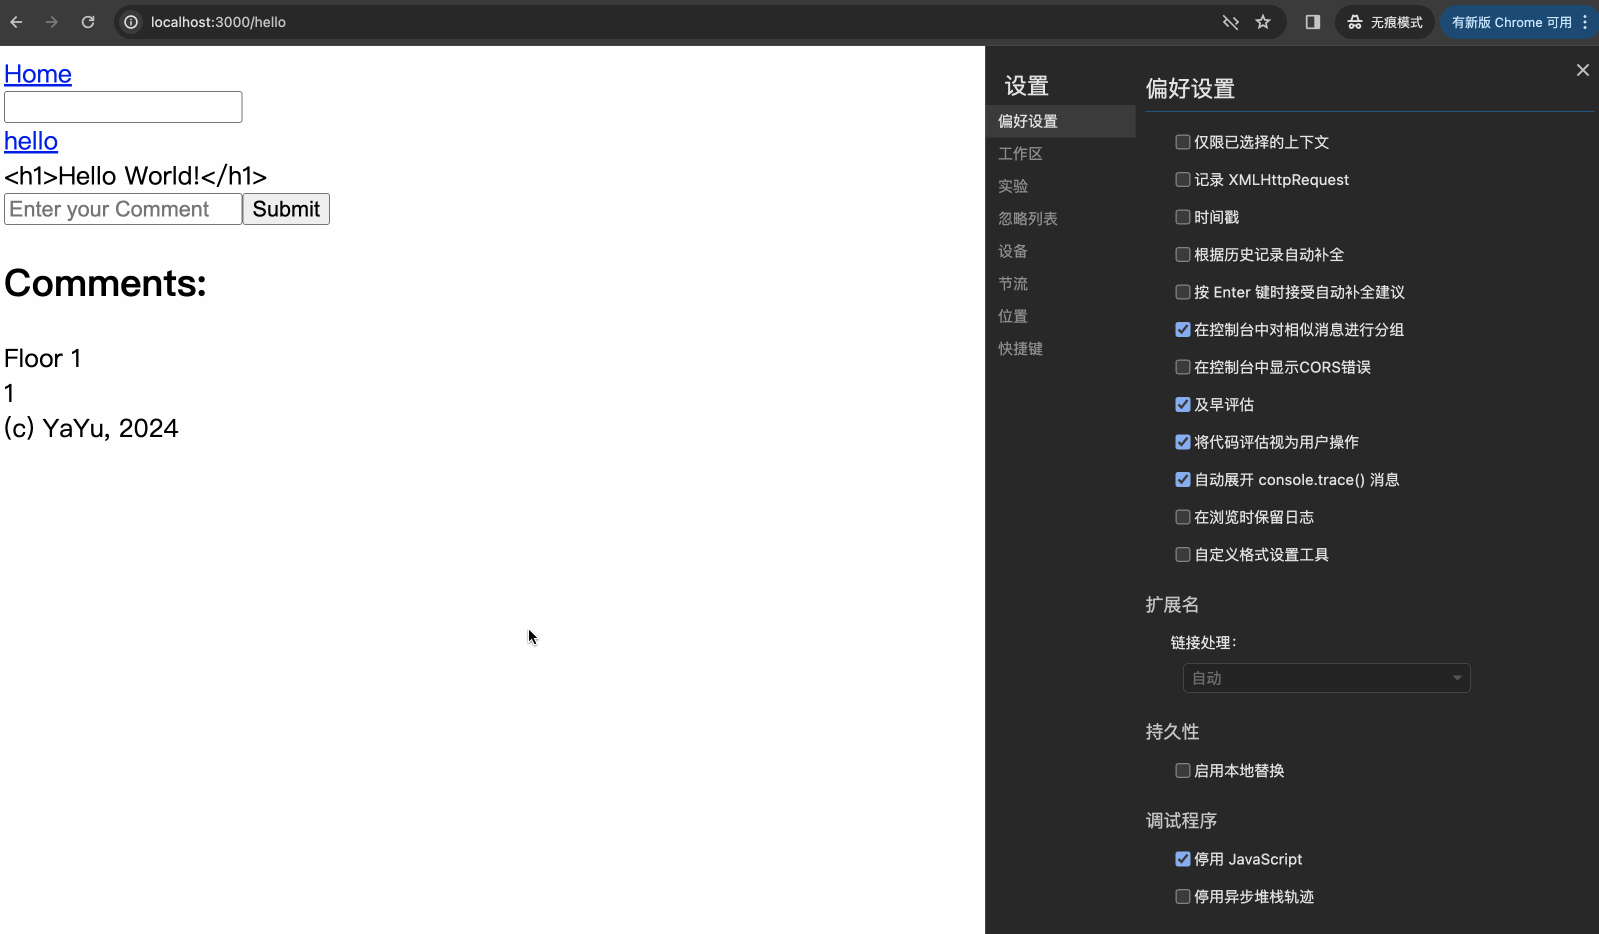 localhost:3000/hello
无痕模式
有新版 Chrome 可用
Home
hello
<h1>Hello World!</h1>
Enter your Comment
Submit
Comments:
Floor 1
1
(c) YaYu, 2024
设置
偏好设置
工作区
实验
忽略列表
设备
节流
位置
快捷键
偏好设置
仅限已选择的上下文
记录 XMLHttpRequest
时间戳
根据历史记录自动补全
按 Enter 键时接受自动补全建议
在控制台中对相似消息进行分组
在控制台中显示CORS错误
及早评估
将代码评估视为用户操作
自动展开 console.trace() 消息
在浏览时保留日志
自定义格式设置工具
扩展名
链接处理：
自动
持久性
启用本地替换
调试程序
停用 JavaScript
停用异步堆栈轨迹